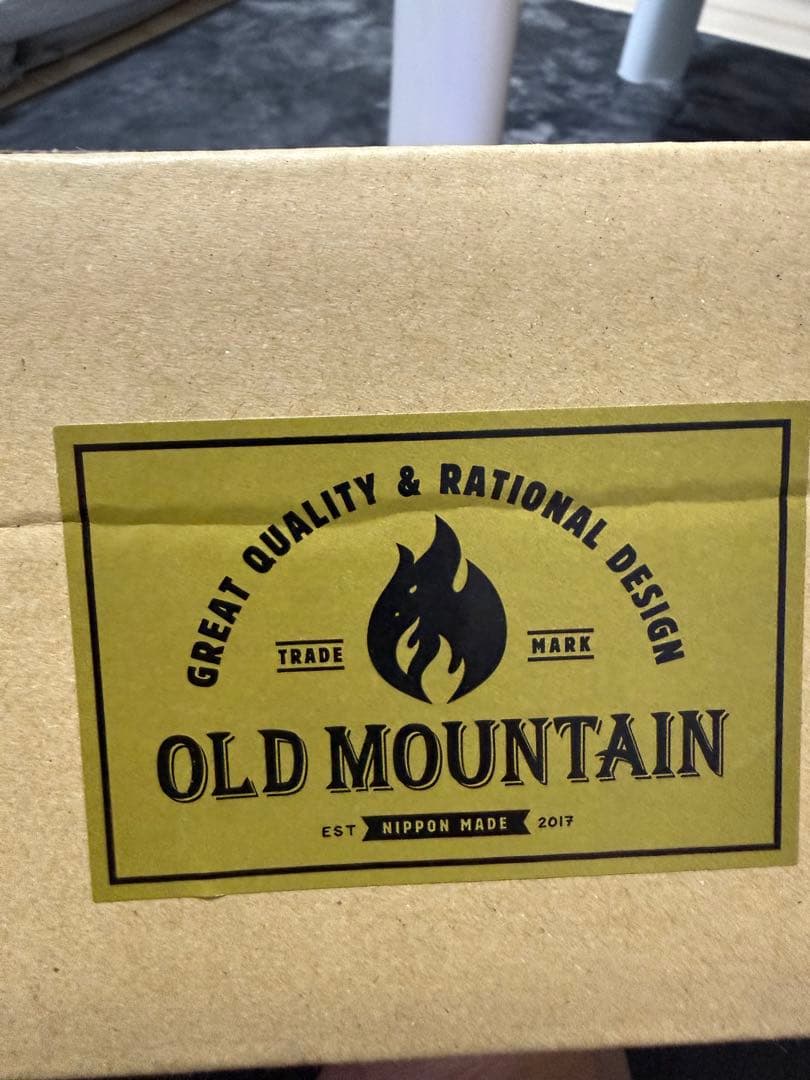 GREAT QUALITY & RATIONAL DESIGN
TRADE MARK
OLD MOUNTAIN
EST NIPPON MADE 2017